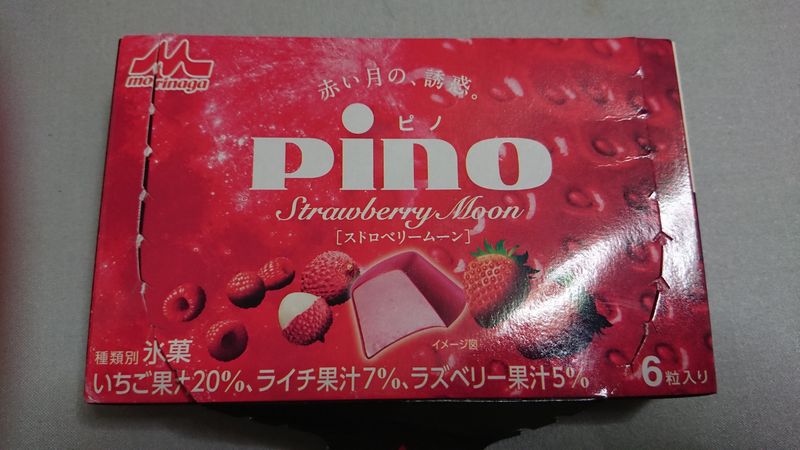 morinaga
赤い月の、誘惑。
ピノ
pino
Strawberry Moon
[ストロベリームーン]
イメージ図
種類別 氷菓
いちご果汁20%、ライチ果汁7%、ラズベリー果汁5%
6粒入り